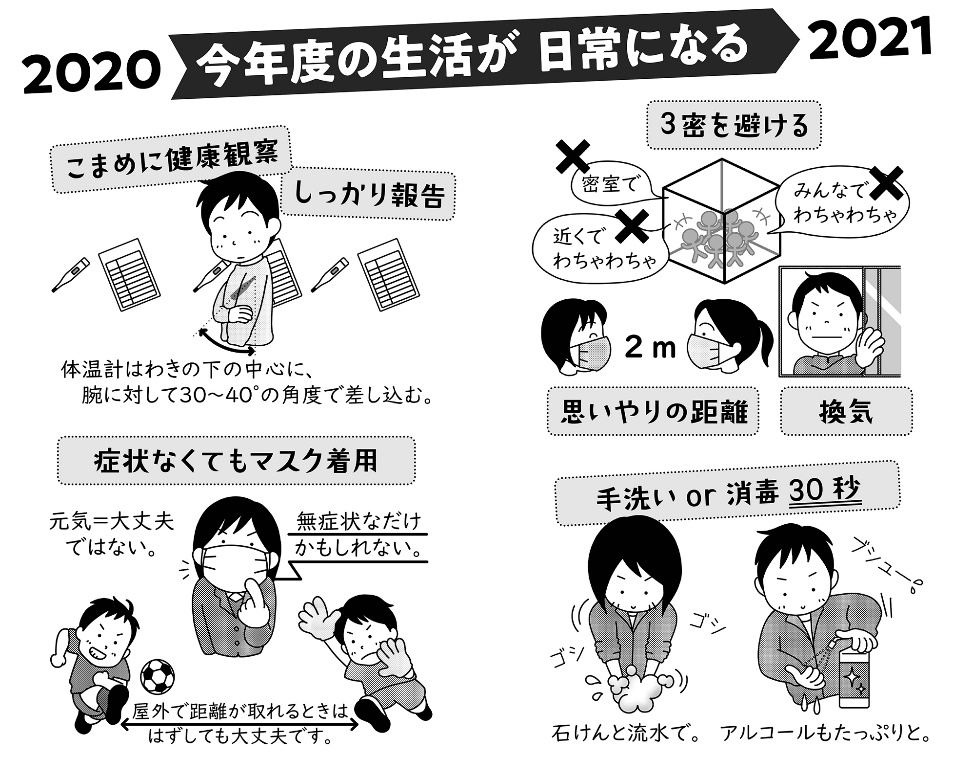 2020 今年度の生活が 日常になる 2021
こまめに健康観察
しっかり報告
体温計はわきの下の中心に、
腕に対して30〜40°の角度で差し込む。
3密を避ける
密室で
近くで
わちゃわちゃ
みんなで
わちゃわちゃ
2m
思いやりの距離
換気
症状なくてもマスク着用
元気=大丈夫
ではない。
無症状なだけ
かもしれない。
屋外で距離が取れるときは
はずしても大丈夫です。
手洗い or 消毒 30秒
ゴシ
ゴシ
ブシュー
石けんと流水で。
アルコールもたっぷりと。